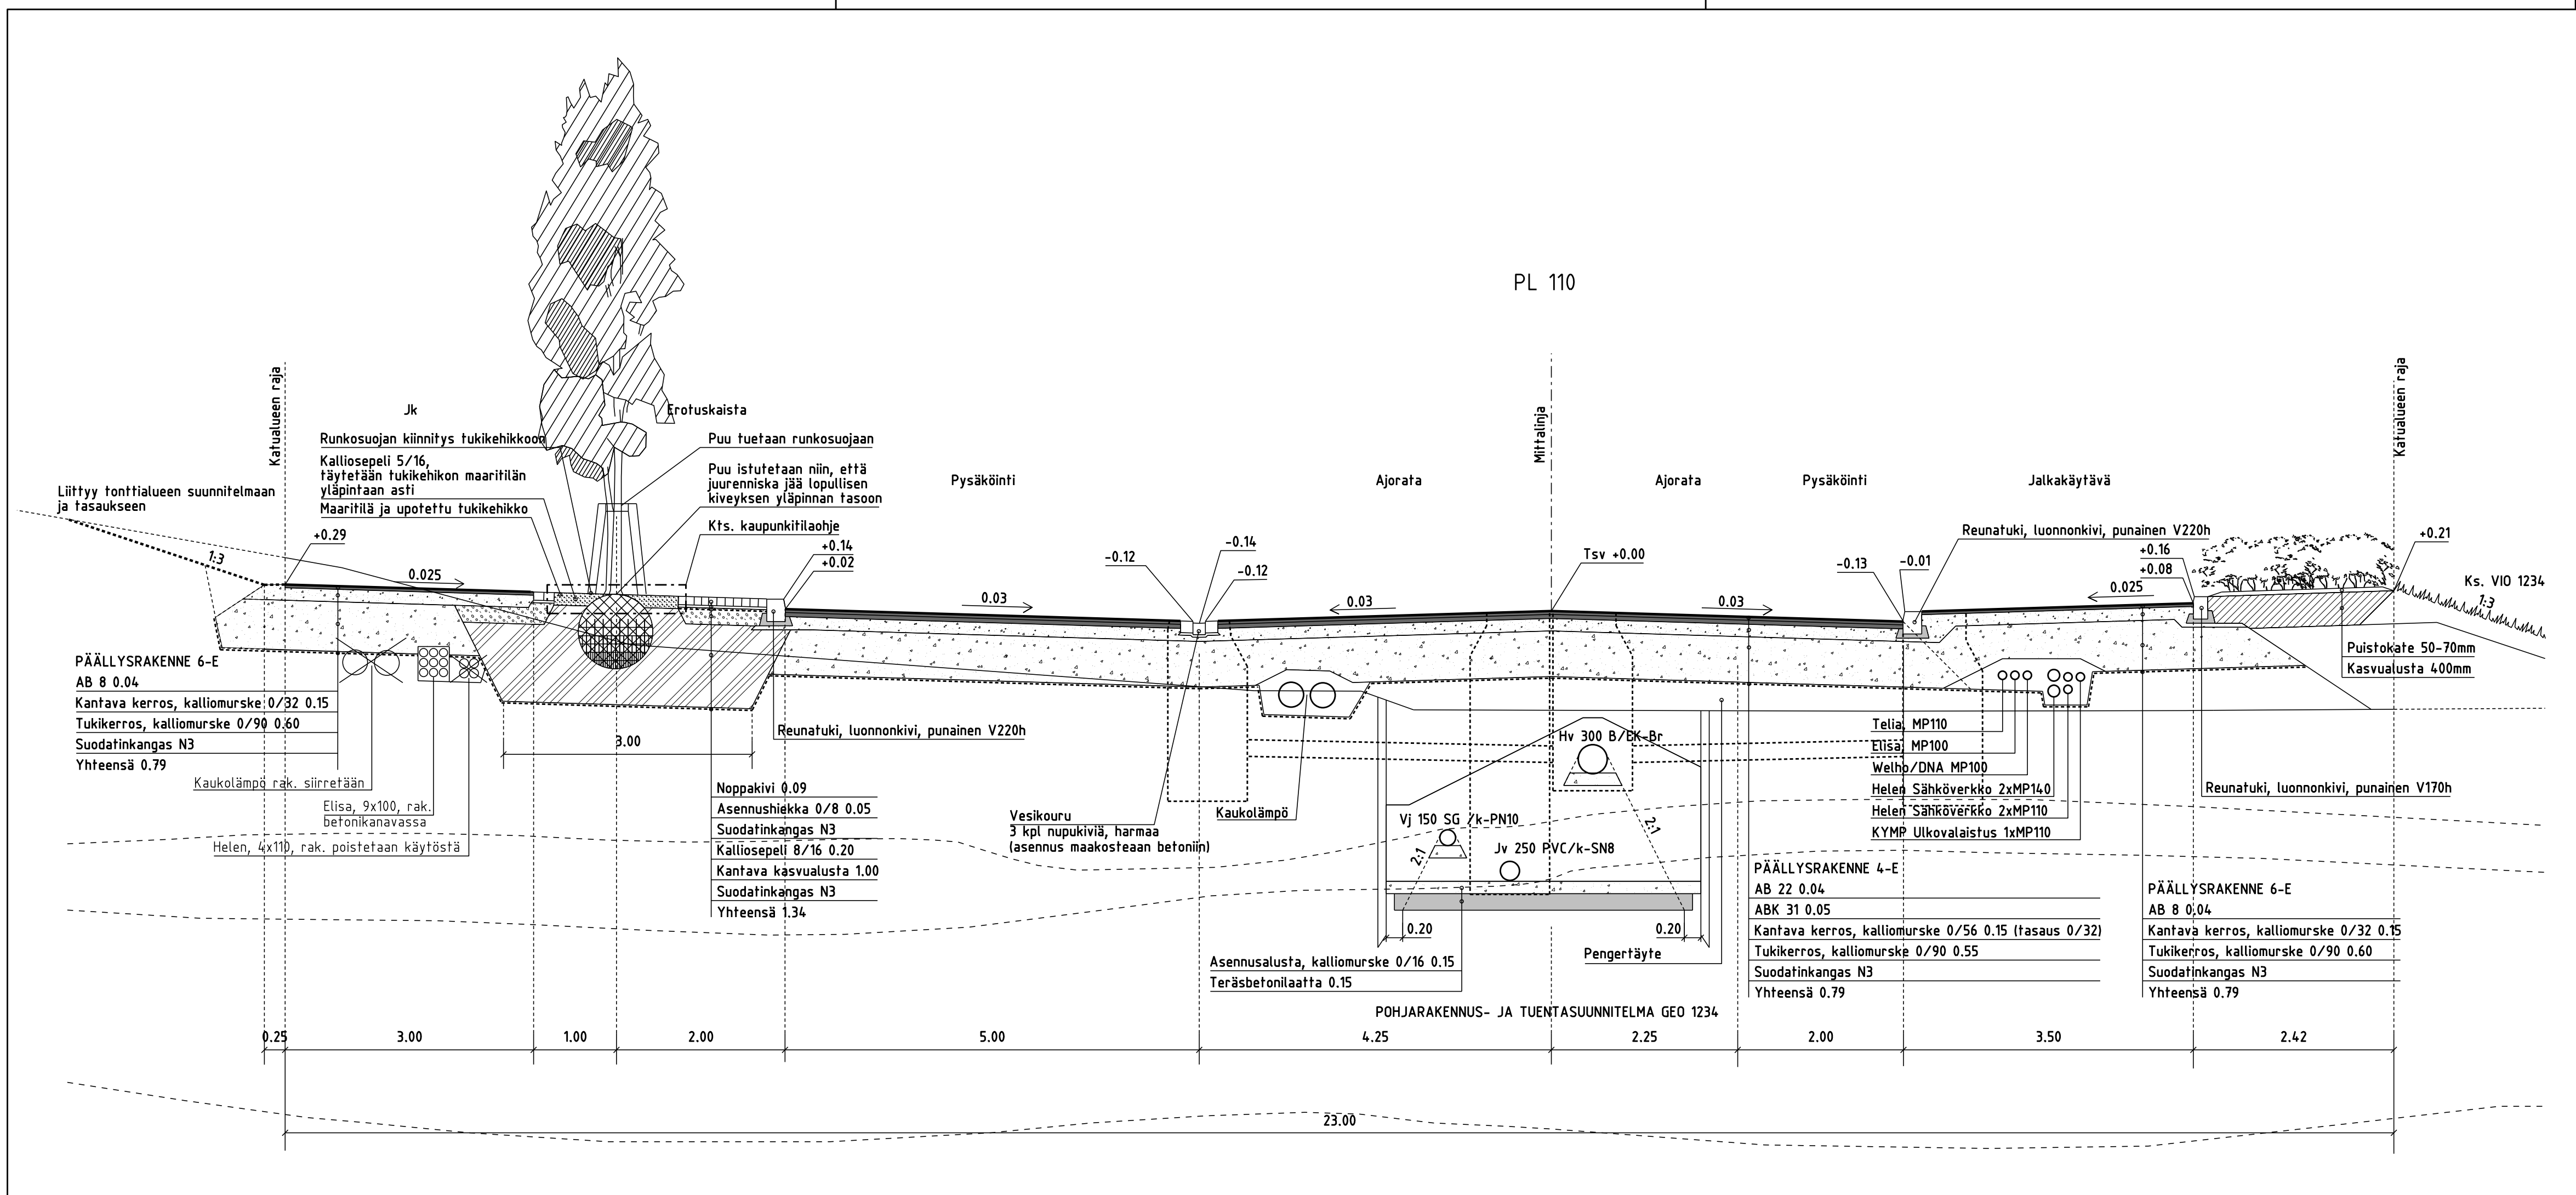 PL 110
Katualueen raja
Jk
Erotuskaista
Mittalinja
Katualueen raja
Runkosuojan kiinnitys tukikehikkoon
Puu tuetaan runkosuojaan
Kalliosepeli 5/16,
täytetään tukikehikon maaritilän
yläpintaan asti
Puu istutetaan niin, että
juurenniska jää lopullisen
kiveyksen yläpinnan tasoon
Maaritilä ja upotettu tukikehikko
Kts. kaupunkitilaohje
Pysäköinti
Ajorata
Ajorata
Pysäköinti
Jalkakäytävä
Liittyy tonttialueen suunnitelmaan
ja tasaukseen
1:3
+0.29
0.025
+0.14
+0.02
0.03
-0.12
-0.14
-0.12
0.03
Tsv +0.00
0.03
-0.13
-0.01
Reunatuki, luonnonkivi, punainen V220h
0.025
+0.16
+0.08
+0.21
Ks. VIO 1234
1:3
Puistokate 50-70mm
Kasvualusta 400mm
PÄÄLLYSRAKENNE 6-E
AB 8 0.04
Kantava kerros, kalliomurske 0/32 0.15
Tukikerros, kalliomurske 0/90 0.60
Suodatinkangas N3
Yhteensä 0.79
Kaukolämpö rak. siirretään
Elisa, 9x100, rak.
betonikanavassa
Helen, 4x110, rak. poistetaan käytöstä
3.00
Reunatuki, luonnonkivi, punainen V220h
Noppakivi 0.09
Asennushiekka 0/8 0.05
Suodatinkangas N3
Kalliosepeli 8/16 0.20
Kantava kasvualusta 1.00
Suodatinkangas N3
Yhteensä 1.34
Vesikouru
3 kpl nupukiviä, harmaa
(asennus maakosteaan betoniin)
Kaukolämpö
Hv 300 B/EK-Br
Vj 150 SG /k-PN10
Jv 250 PVC/k-SN8
2:1
2:1
0.20
0.20
Asennusalusta, kalliomurske 0/16 0.15
Teräsbetonilaatta 0.15
Pengertäyte
POHJARAKENNUS- JA TUENTASUUNNITELMA GEO 1234
Telia, MP110
Elisa, MP100
Welho/DNA MP100
Helen Sähköverkko 2xMP140
Helen Sähköverkko 2xMP110
KYMP Ulkovalaistus 1xMP110
Reunatuki, luonnonkivi, punainen V170h
PÄÄLLYSRAKENNE 4-E
AB 22 0.04
ABK 31 0.05
Kantava kerros, kalliomurske 0/56 0.15 (tasaus 0/32)
Tukikerros, kalliomurske 0/90 0.55
Suodatinkangas N3
Yhteensä 0.79
PÄÄLLYSRAKENNE 6-E
AB 8 0.04
Kantava kerros, kalliomurske 0/32 0.15
Tukikerros, kalliomurske 0/90 0.60
Suodatinkangas N3
Yhteensä 0.79
0.25 3.00 1.00 2.00 5.00 4.25 2.25 2.00 3.50 2.42
23.00